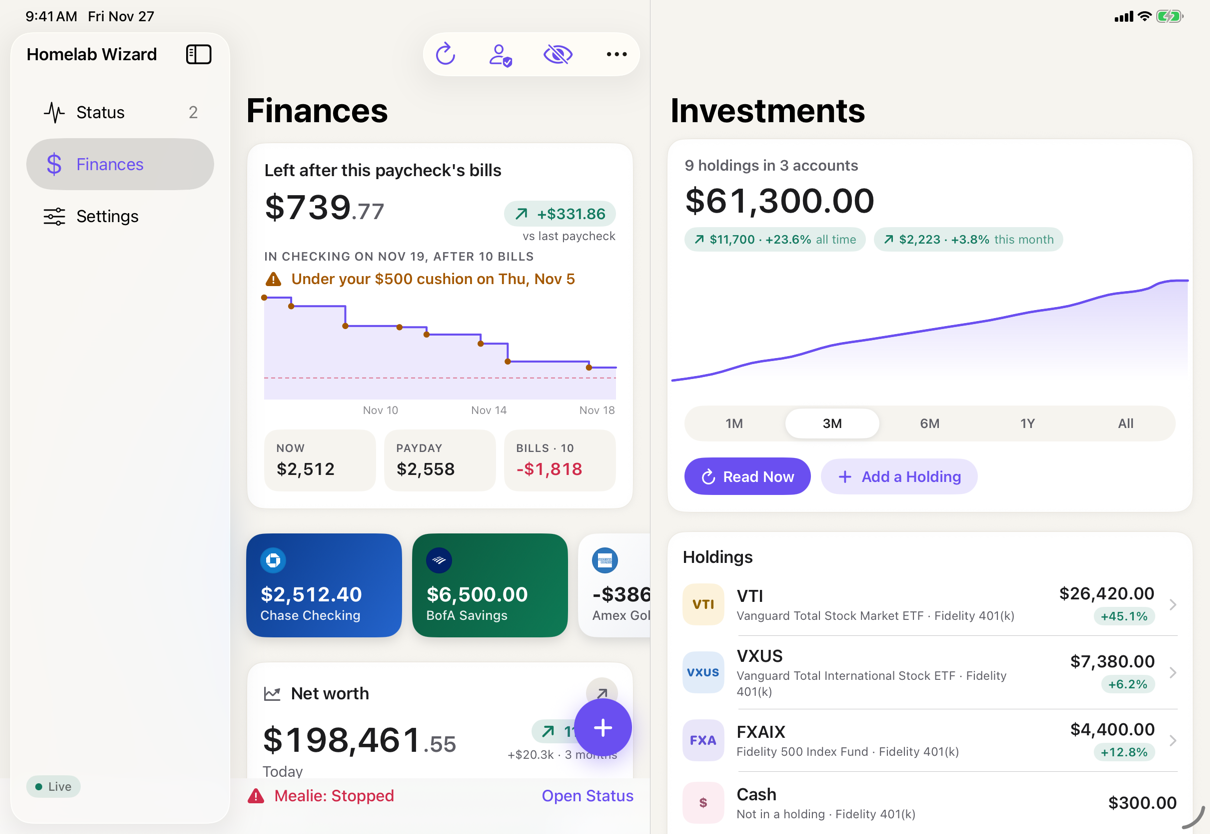 9:41 AM Fri Nov 27
Homelab Wizard
Status 2
Finances
Settings
Live
Finances
Left after this paycheck's bills
$739.77
+$331.86
vs last paycheck
IN CHECKING ON NOV 19, AFTER 10 BILLS
Under your $500 cushion on Thu, Nov 5
Nov 10 Nov 14 Nov 18
NOW
$2,512
PAYDAY
$2,558
BILLS · 10
-$1,818
$2,512.40
Chase Checking
$6,500.00
BofA Savings
-$386
Amex Gol
Net worth
$198,461.55
+$20.3k · 3 months
Today
Mealie: Stopped
Open Status
Investments
9 holdings in 3 accounts
$61,300.00
$11,700 · +23.6% all time
$2,223 · +3.8% this month
1M 3M 6M 1Y All
Read Now
Add a Holding
Holdings
VTI
VTI
Vanguard Total Stock Market ETF · Fidelity 401(k)
$26,420.00
+45.1%
VXUS
VXUS
Vanguard Total International Stock ETF · Fidelity
401(k)
$7,380.00
+6.2%
FXA
FXAIX
Fidelity 500 Index Fund · Fidelity 401(k)
$4,400.00
+12.8%
$
Cash
Not in a holding · Fidelity 401(k)
$300.00